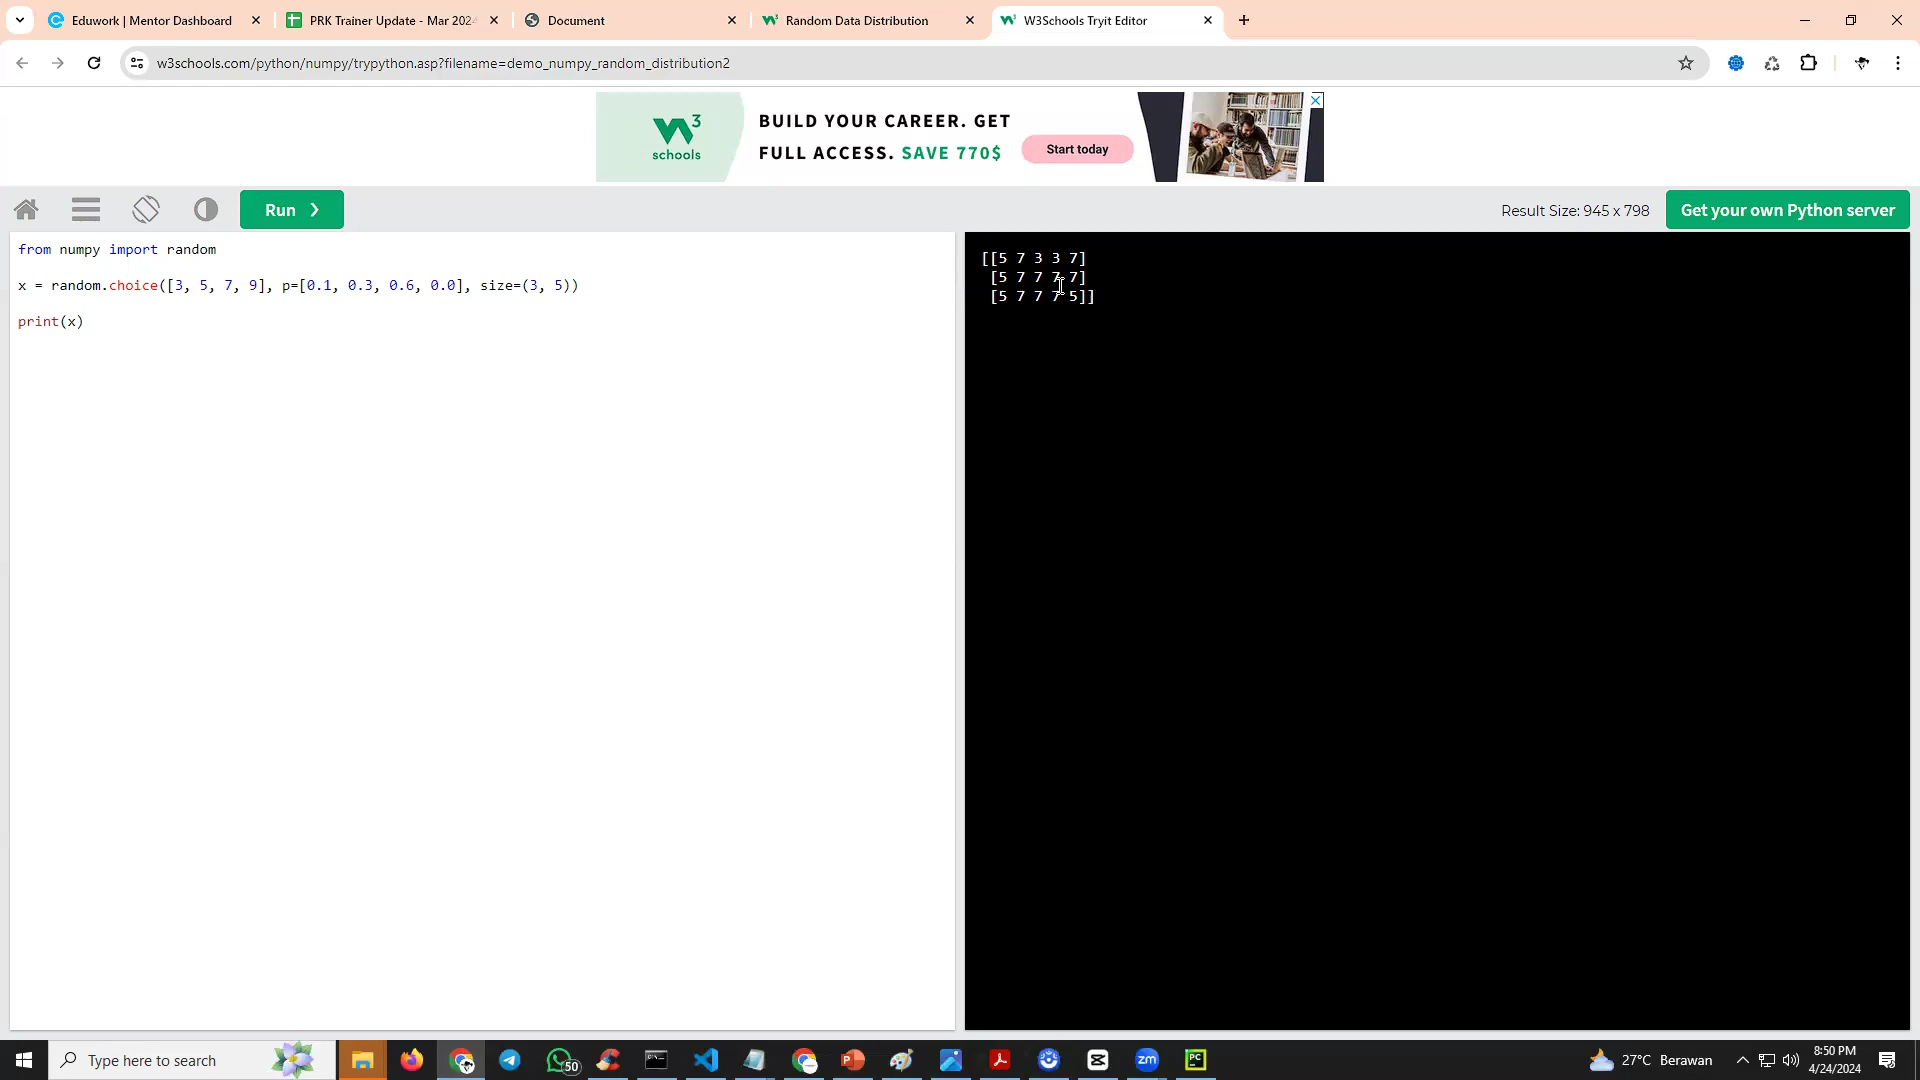 Eduwork | Mentor Dashboard
PRK Trainer Update - Mar 202
Document
Random Data Distribution
W3Schools Tryit Editor
w3schools.com/python/numpy/trypython.asp?filename=demo_numpy_random_distribution2
3
schools
BUILD YOUR CAREER. GET
FULL ACCESS. SAVE 770$
Start today
Run ❯
Result Size: 945 x 798
Get your own Python server
from numpy import random
x = random.choice([3, 5, 7, 9], p=[0.1, 0.3, 0.6, 0.0], size=(3, 5))
print(x)
[[5 7 3 3 7]
[5 7 7 7 7]
[5 7 7 7 5]]
Type here to search
50
zm
PC
27°C Berawan
8:50 PM
4/24/2024